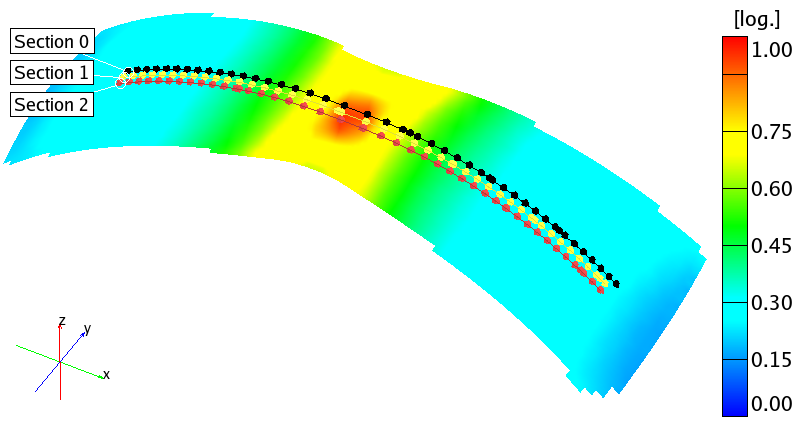 [log.]
Section 0
Section 1
Section 2
1.00
0.75
0.60
0.45
0.30
0.15
0.00
z
y
x